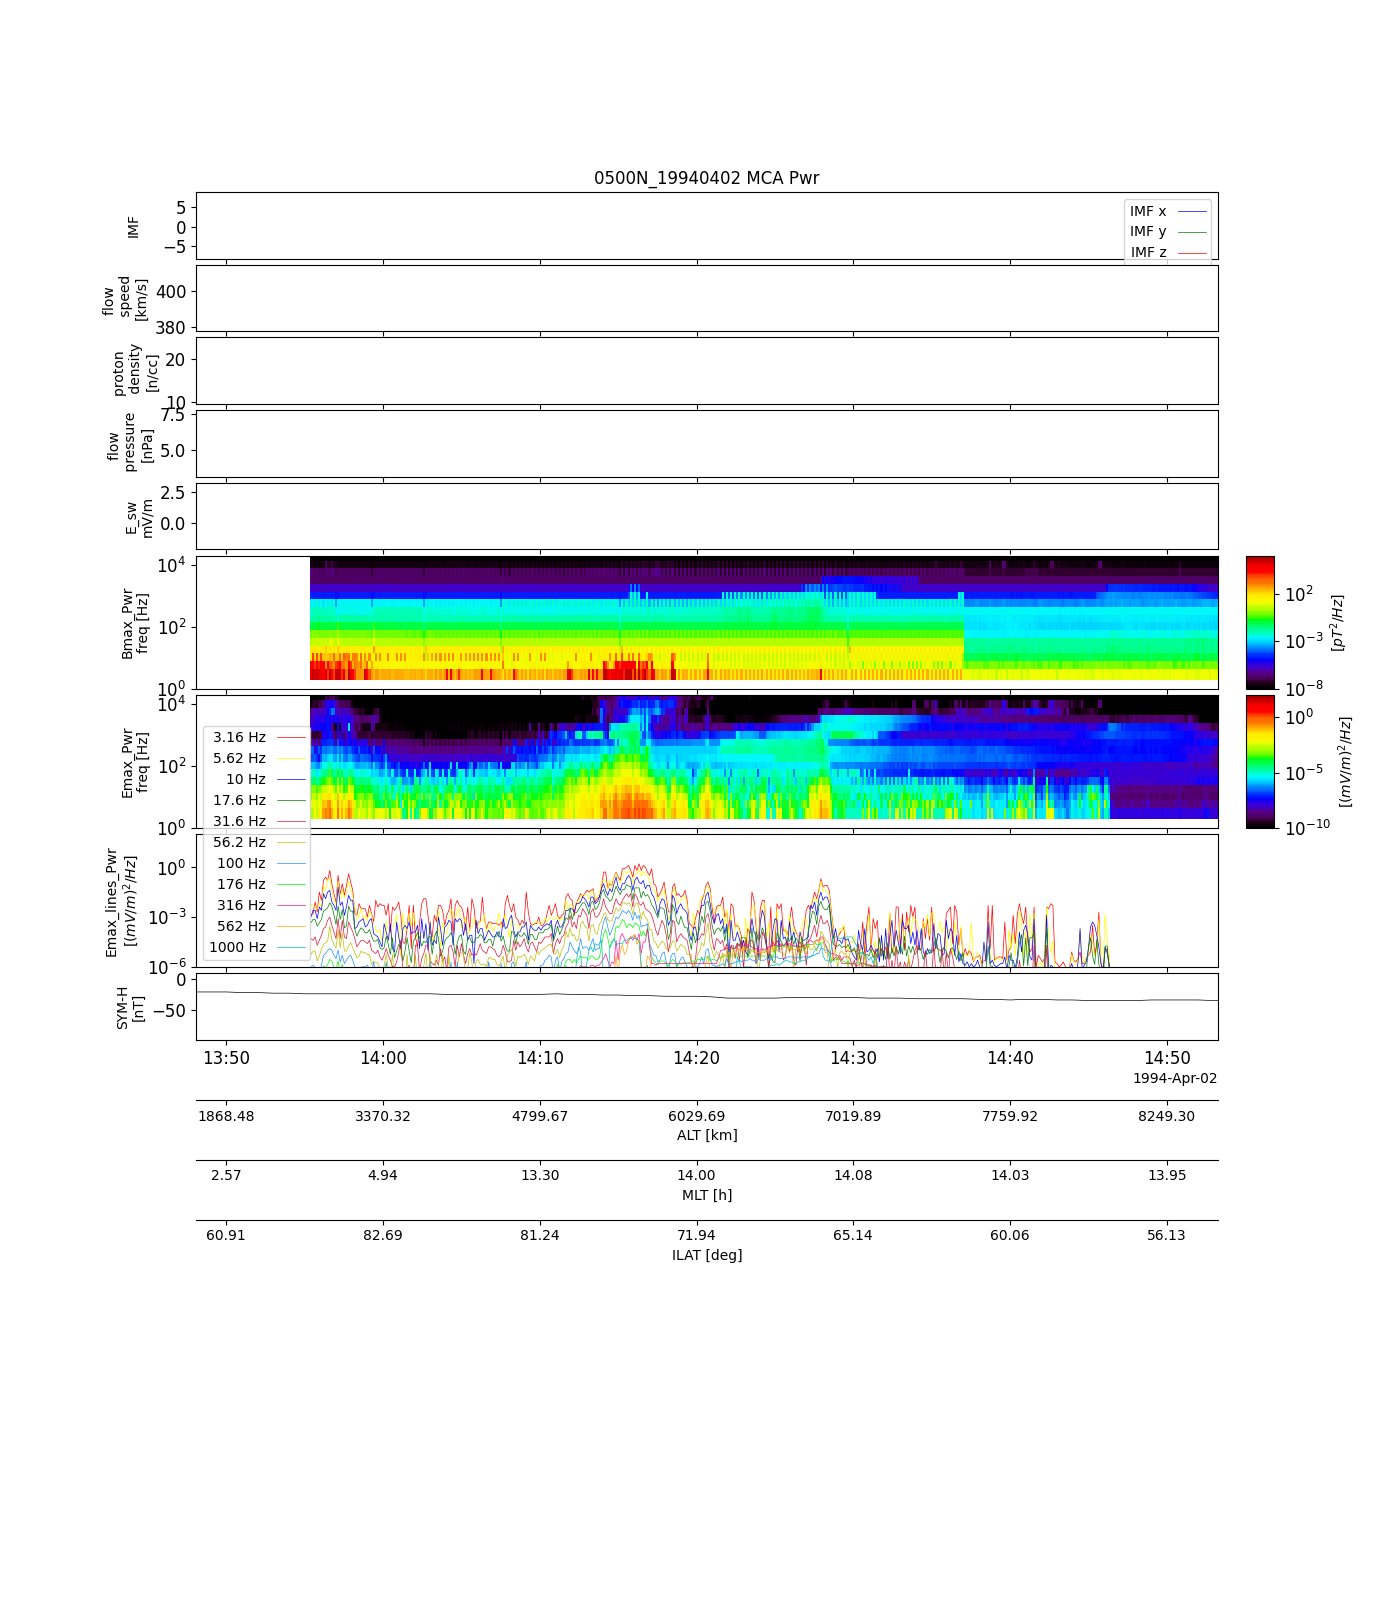 0500N_19940402 MCA Pwr
IMF
5
0
−5
IMF x
IMF y
IMF z
flow
speed
[km/s]
400
380
proton
density
[n/cc]
20
10
flow
pressure
[nPa]
7.5
5.0
E_sw
mV/m
2.5
0.0
Bmax_Pwr
freq [Hz]
10^4
10^2
10^0
10^2
10^−3
10^−8
[pT^2/Hz]
Emax_Pwr
freq [Hz]
10^4
10^2
10^0
10^0
10^−5
10^−10
[(mV/m)^2/Hz]
3.16 Hz
5.62 Hz
10 Hz
17.6 Hz
31.6 Hz
56.2 Hz
100 Hz
176 Hz
316 Hz
562 Hz
1000 Hz
Emax_lines_Pwr
[(mV/m)^2/Hz]
10^0
10^−3
10^−6
SYM-H
[nT]
0
−50
13:50 14:00 14:10 14:20 14:30 14:40 14:50
1994-Apr-02
1868.48 3370.32 4799.67 6029.69 7019.89 7759.92 8249.30
ALT [km]
2.57 4.94 13.30 14.00 14.08 14.03 13.95
MLT [h]
60.91 82.69 81.24 71.94 65.14 60.06 56.13
ILAT [deg]